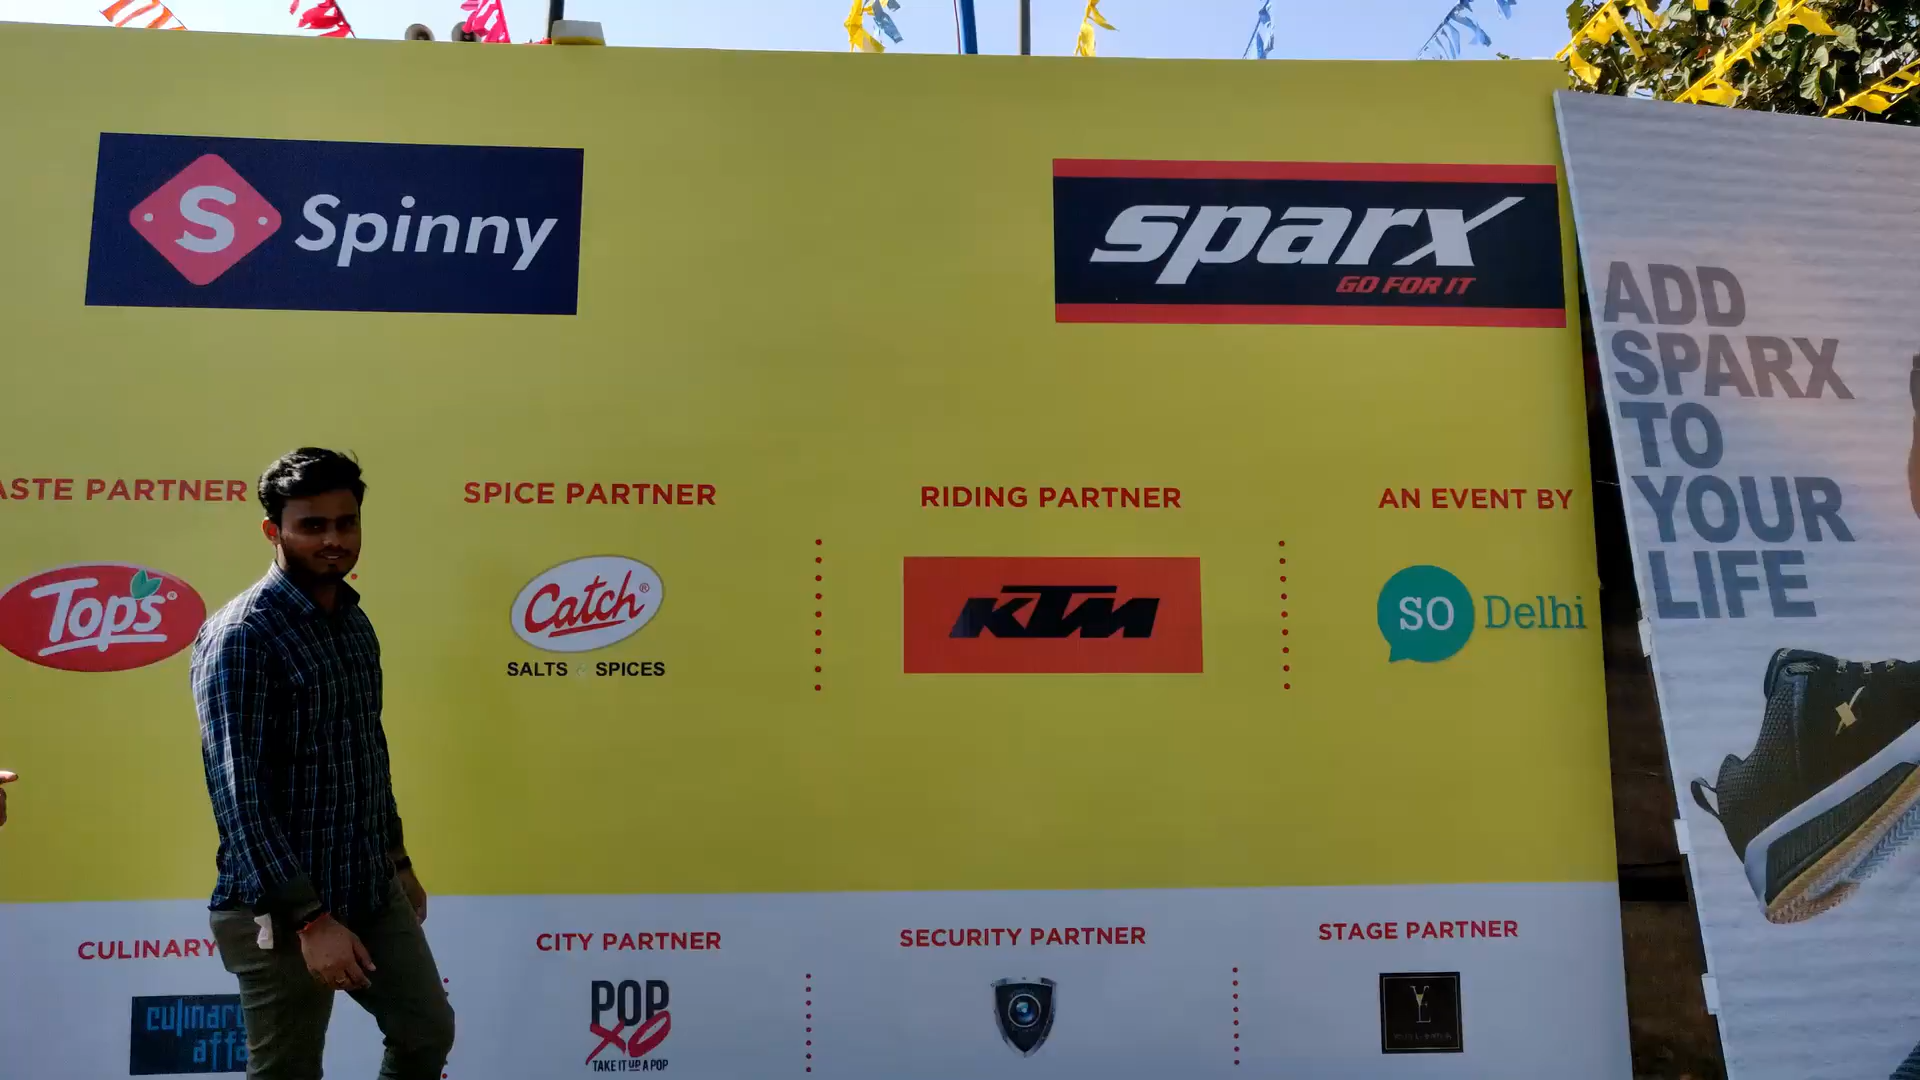 S Spinny
sparx
GO FOR IT
ASTE PARTNER
SPICE PARTNER
RIDING PARTNER
AN EVENT BY
Tops®
Catch®
SALTS & SPICES
KTM
SO Delhi
CULINARY
CITY PARTNER
SECURITY PARTNER
STAGE PARTNER
culinary
affa
POP
XO
TAKE IT UP A POP
ADD
SPARX
TO
YOUR
LIFE